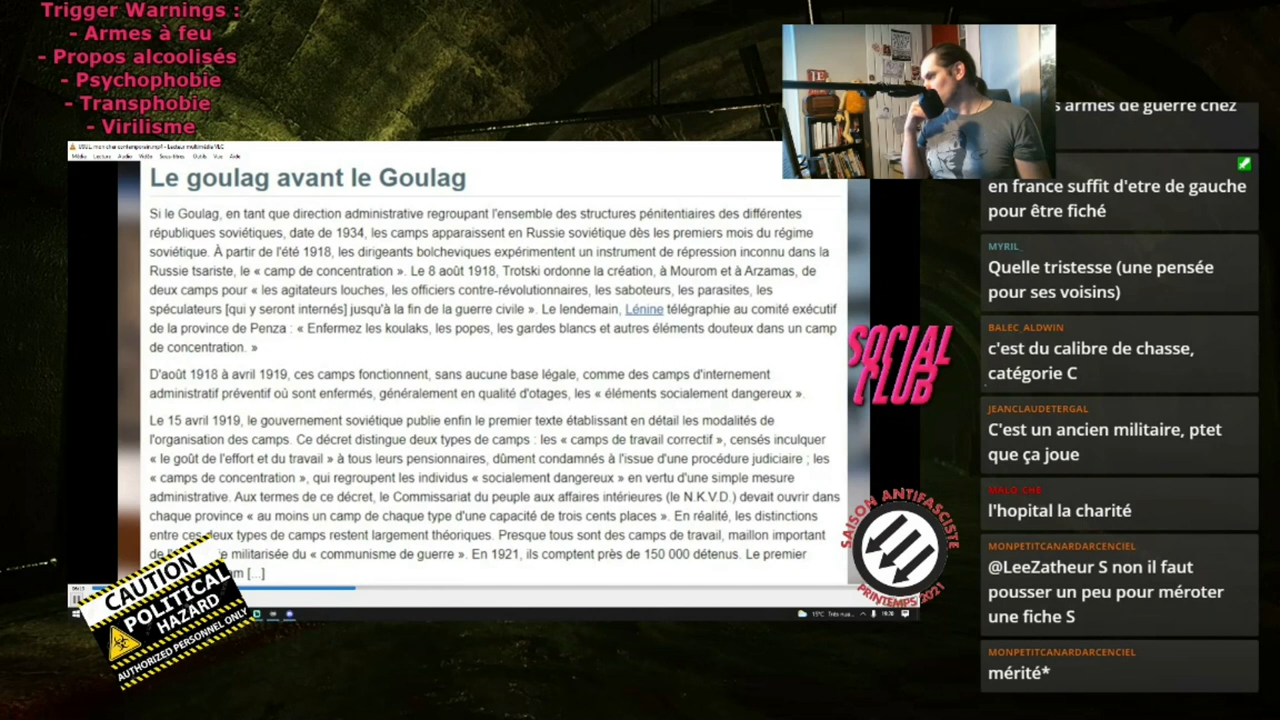 Trigger Warnings :
- Armes à feu
- Propos alcoolisés
- Psychophobie
- Transphobie
- Virilisme
Média Lecture Audio Vidéo Sous-titres Outils Vue Aide
Le goulag avant le Goulag
Si le Goulag, en tant que direction administrative regroupant l'ensemble des structures pénitentiaires des différentes
républiques soviétiques, date de 1934, les camps apparaissent en Russie soviétique dès les premiers mois du régime
soviétique. À partir de l'été 1918, les dirigeants bolcheviques expérimentent un instrument de répression inconnu dans la
Russie tsariste, le « camp de concentration ». Le 8 août 1918, Trotski ordonne la création, à Mourom et à Arzamas, de
deux camps pour « les agitateurs louches, les officiers contre-révolutionnaires, les saboteurs, les parasites, les
spéculateurs [qui y seront internés] jusqu'à la fin de la guerre civile ». Le lendemain, Lénine télégraphie au comité exécutif
de la province de Penza : « Enfermez les koulaks, les popes, les gardes blancs et autres éléments douteux dans un camp
de concentration. »
D'août 1918 à avril 1919, ces camps fonctionnent, sans aucune base légale, comme des camps d'internement
administratif préventif où sont enfermés, généralement en qualité d'otages, les « éléments socialement dangereux ».
Le 15 avril 1919, le gouvernement soviétique publie enfin le premier texte établissant en détail les modalités de
l'organisation des camps. Ce décret distingue deux types de camps : les « camps de travail correctif », censés inculquer
« le goût de l'effort et du travail » à tous leurs pensionnaires, dûment condamnés à l'issue d'une procédure judiciaire ; les
« camps de concentration », qui regroupent les individus « socialement dangereux » en vertu d'une simple mesure
administrative. Aux termes de ce décret, le Commissariat du peuple aux affaires intérieures (le N.K.V.D.) devait ouvrir dans
chaque province « au moins un camp de chaque type d'une capacité de trois cents places ». En réalité, les distinctions
entre ces deux types de camps restent largement théoriques. Presque tous sont des camps de travail, maillon important
de militarisée du « communisme de guerre ». En 1921, ils comptent près de 150 000 détenus. Le premier
[...]
CAUTION
POLITICAL
HAZARD
AUTHORIZED PERSONNEL ONLY
SOCIAL
CLUB
SAISON ANTIFASCISTE
PRINTEMPS 2021
s armes de guerre chez
en france suffit d'etre de gauche
pour être fiché
MYRIL_
Quelle tristesse (une pensée
pour ses voisins)
BALEC_ALDWIN
c'est du calibre de chasse,
catégorie C
JEANCLAUDETERGAL
C'est un ancien militaire, ptet
que ça joue
MALO_CHE
l'hopital la charité
MONPETITCANARDARCENCIEL
@LeeZatheur S non il faut
pousser un peu pour méroter
une fiche S
MONPETITCANARDARCENCIEL
mérité*